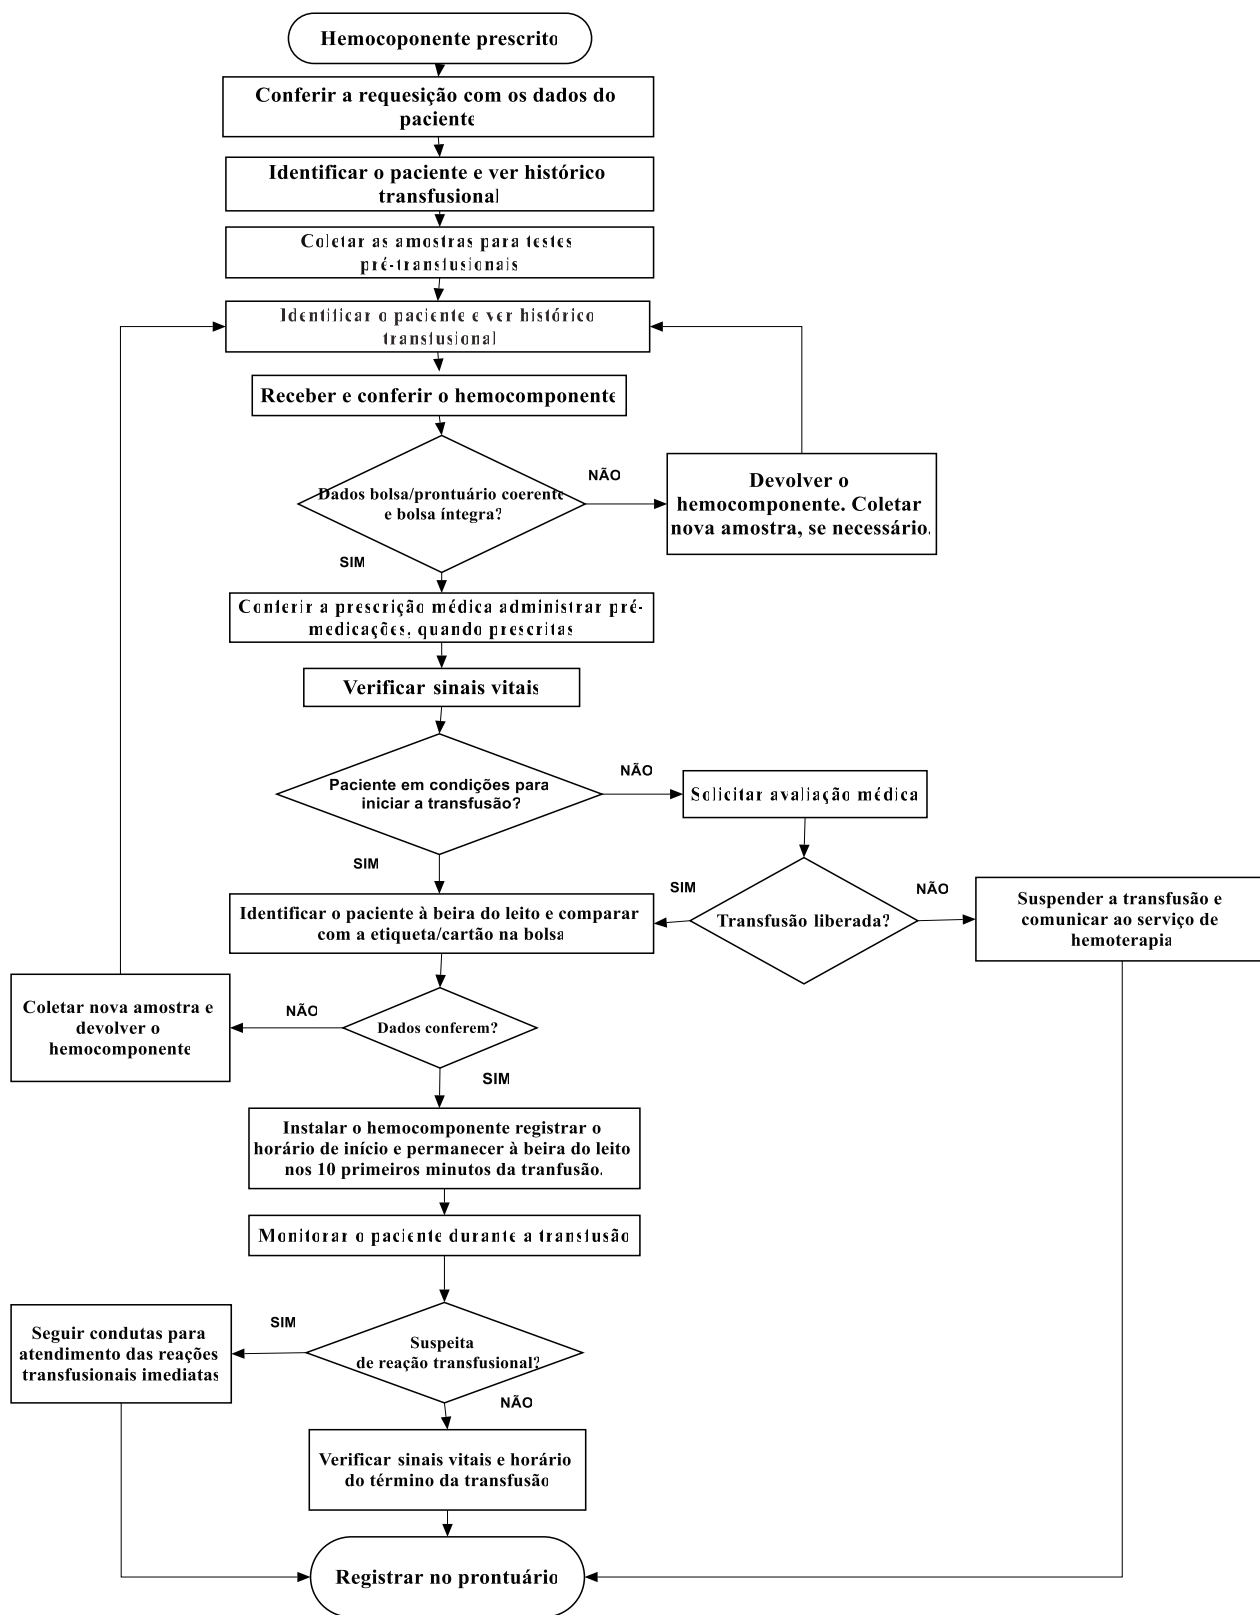 Hemocoponente prescrito
Conferir a requesição com os dados do
paciente
Identificar o paciente e ver histórico
transfusional
Coletar as amostras para testes
pré-transfusionais
Identificar o paciente e ver histórico
transfusional
Receber e conferir o hemocomponente
Dados bolsa/prontuário coerente
e bolsa íntegra?
NÃO
Devolver o
hemocomponente. Coletar
nova amostra, se necessário.
SIM
Conferir a prescrição médica administrar pré-
medicações, quando prescritas
Verificar sinais vitais
Paciente em condições para
iniciar a transfusão?
NÃO
Solicitar avaliação médica
SIM
Transfusão liberada?
SIM
NÃO
Suspender a transfusão e
comunicar ao serviço de
hemoterapia
Identificar o paciente à beira do leito e comparar
com a etiqueta/cartão na bolsa
Dados conferem?
NÃO
Coletar nova amostra e
devolver o
hemocomponente
SIM
Instalar o hemocomponente registrar o
horário de início e permanecer à beira do leito
nos 10 primeiros minutos da tranfusão.
Monitorar o paciente durante a transfusão
Suspeita
de reação transfusional?
SIM
Seguir condutas para
atendimento das reações
transfusionais imediatas
NÃO
Verificar sinais vitais e horário
do término da transfusão
Registrar no prontuário